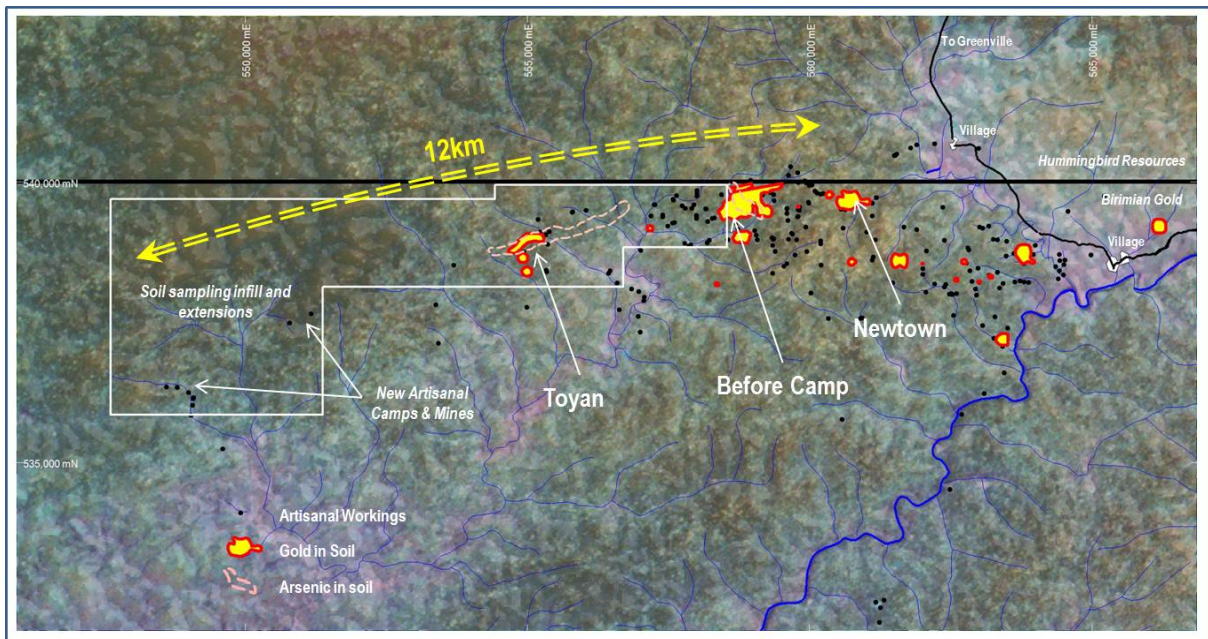 550,000 mE
555,000 mE
560,000 mE
565,000 mE
To Greenville
Village
12km
Hummingbird Resources
540,000 mN
Birimian Gold
Village
Soil sampling infill and
extensions
Newtown
New Artisanal
Camps & Mines
Toyan
Before Camp
535,000 mN
Artisanal Workings
Gold in Soil
Arsenic in soil